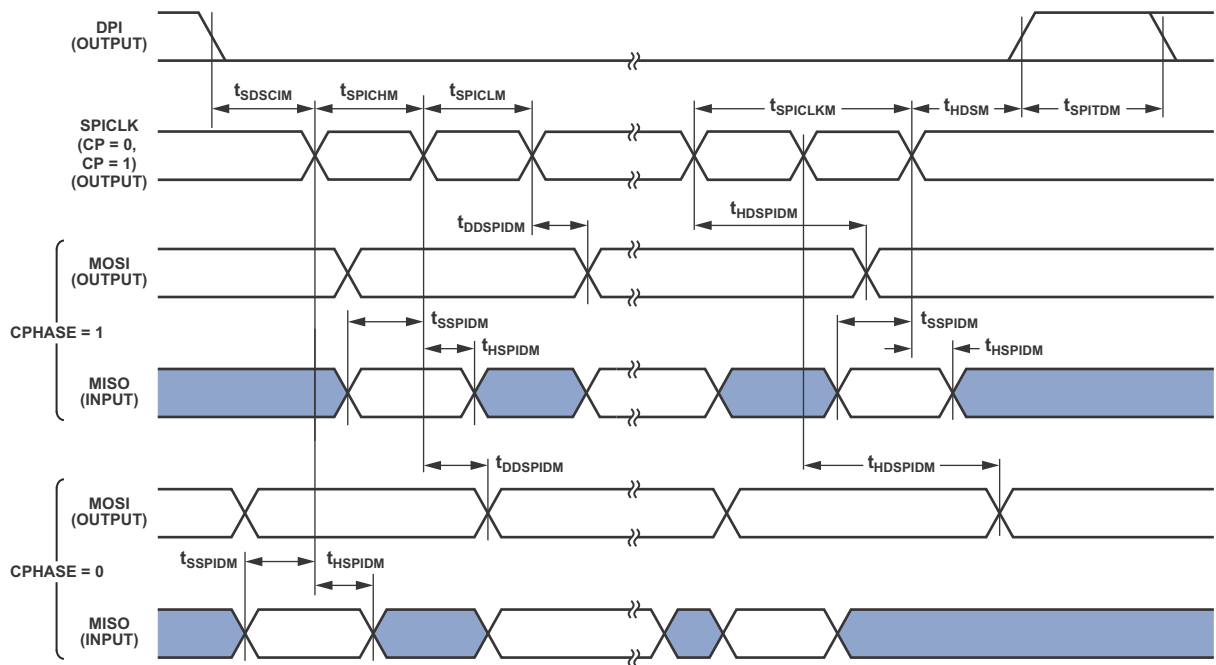 DPI
(OUTPUT)
tSDSCIM
tSPICHM
tSPICLM
tSPICLKM
tHDSM
tSPITDM
SPICLK
(CP = 0,
CP = 1)
(OUTPUT)
tDDSPIDM
tHDSPIDM
CPHASE = 1
MOSI
(OUTPUT)
tSSPIDM
tHSPIDM
tSSPIDM
tHSPIDM
MISO
(INPUT)
tDDSPIDM
tHDSPIDM
CPHASE = 0
MOSI
(OUTPUT)
tSSPIDM
tHSPIDM
MISO
(INPUT)